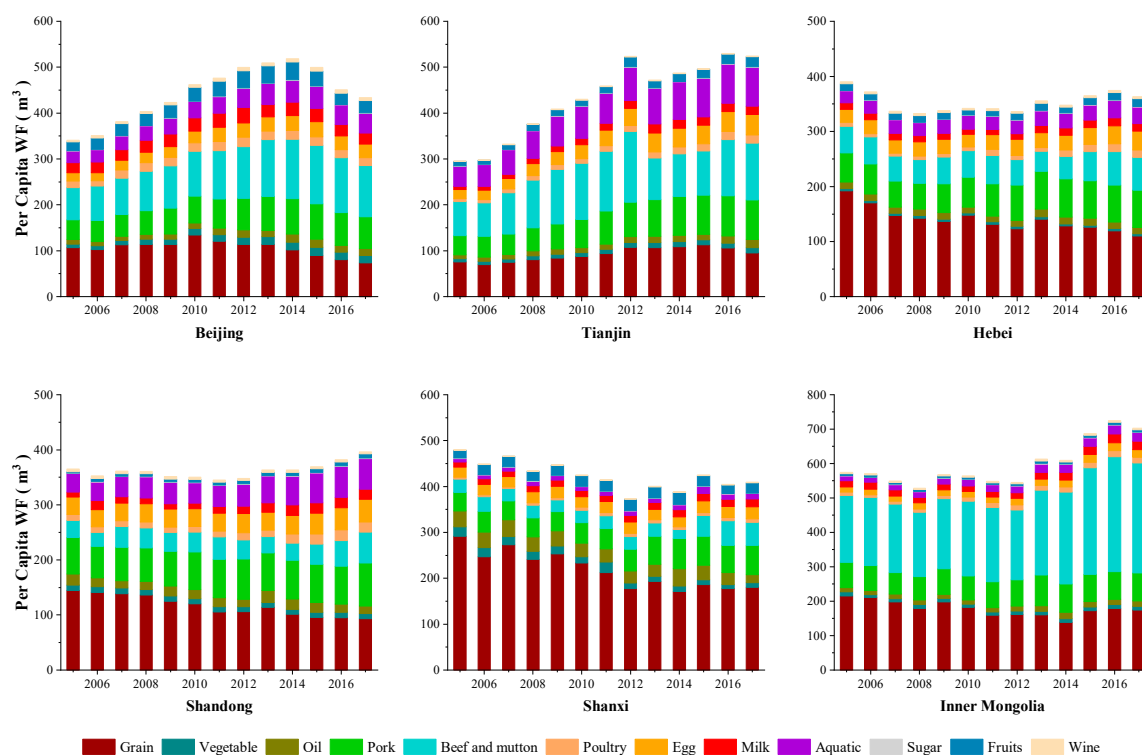 600
500
400
300
200
100
0
2006 2008 2010 2012 2014 2016
Beijing
Per Capita WF ( m³ )
600
500
400
300
200
100
0
2006 2008 2010 2012 2014 2016
Tianjin
500
400
300
200
100
0
2006 2008 2010 2012 2014 2016
Hebei
500
400
300
200
100
0
2006 2008 2010 2012 2014 2016
Shandong
Per Capita WF ( m³ )
600
500
400
300
200
100
0
2006 2008 2010 2012 2014 2016
Shanxi
800
700
600
500
400
300
200
100
0
2006 2008 2010 2012 2014 2016
Inner Mongolia
Grain Vegetable Oil Pork Beef and mutton Poultry Egg Milk Aquatic Sugar Fruits Wine